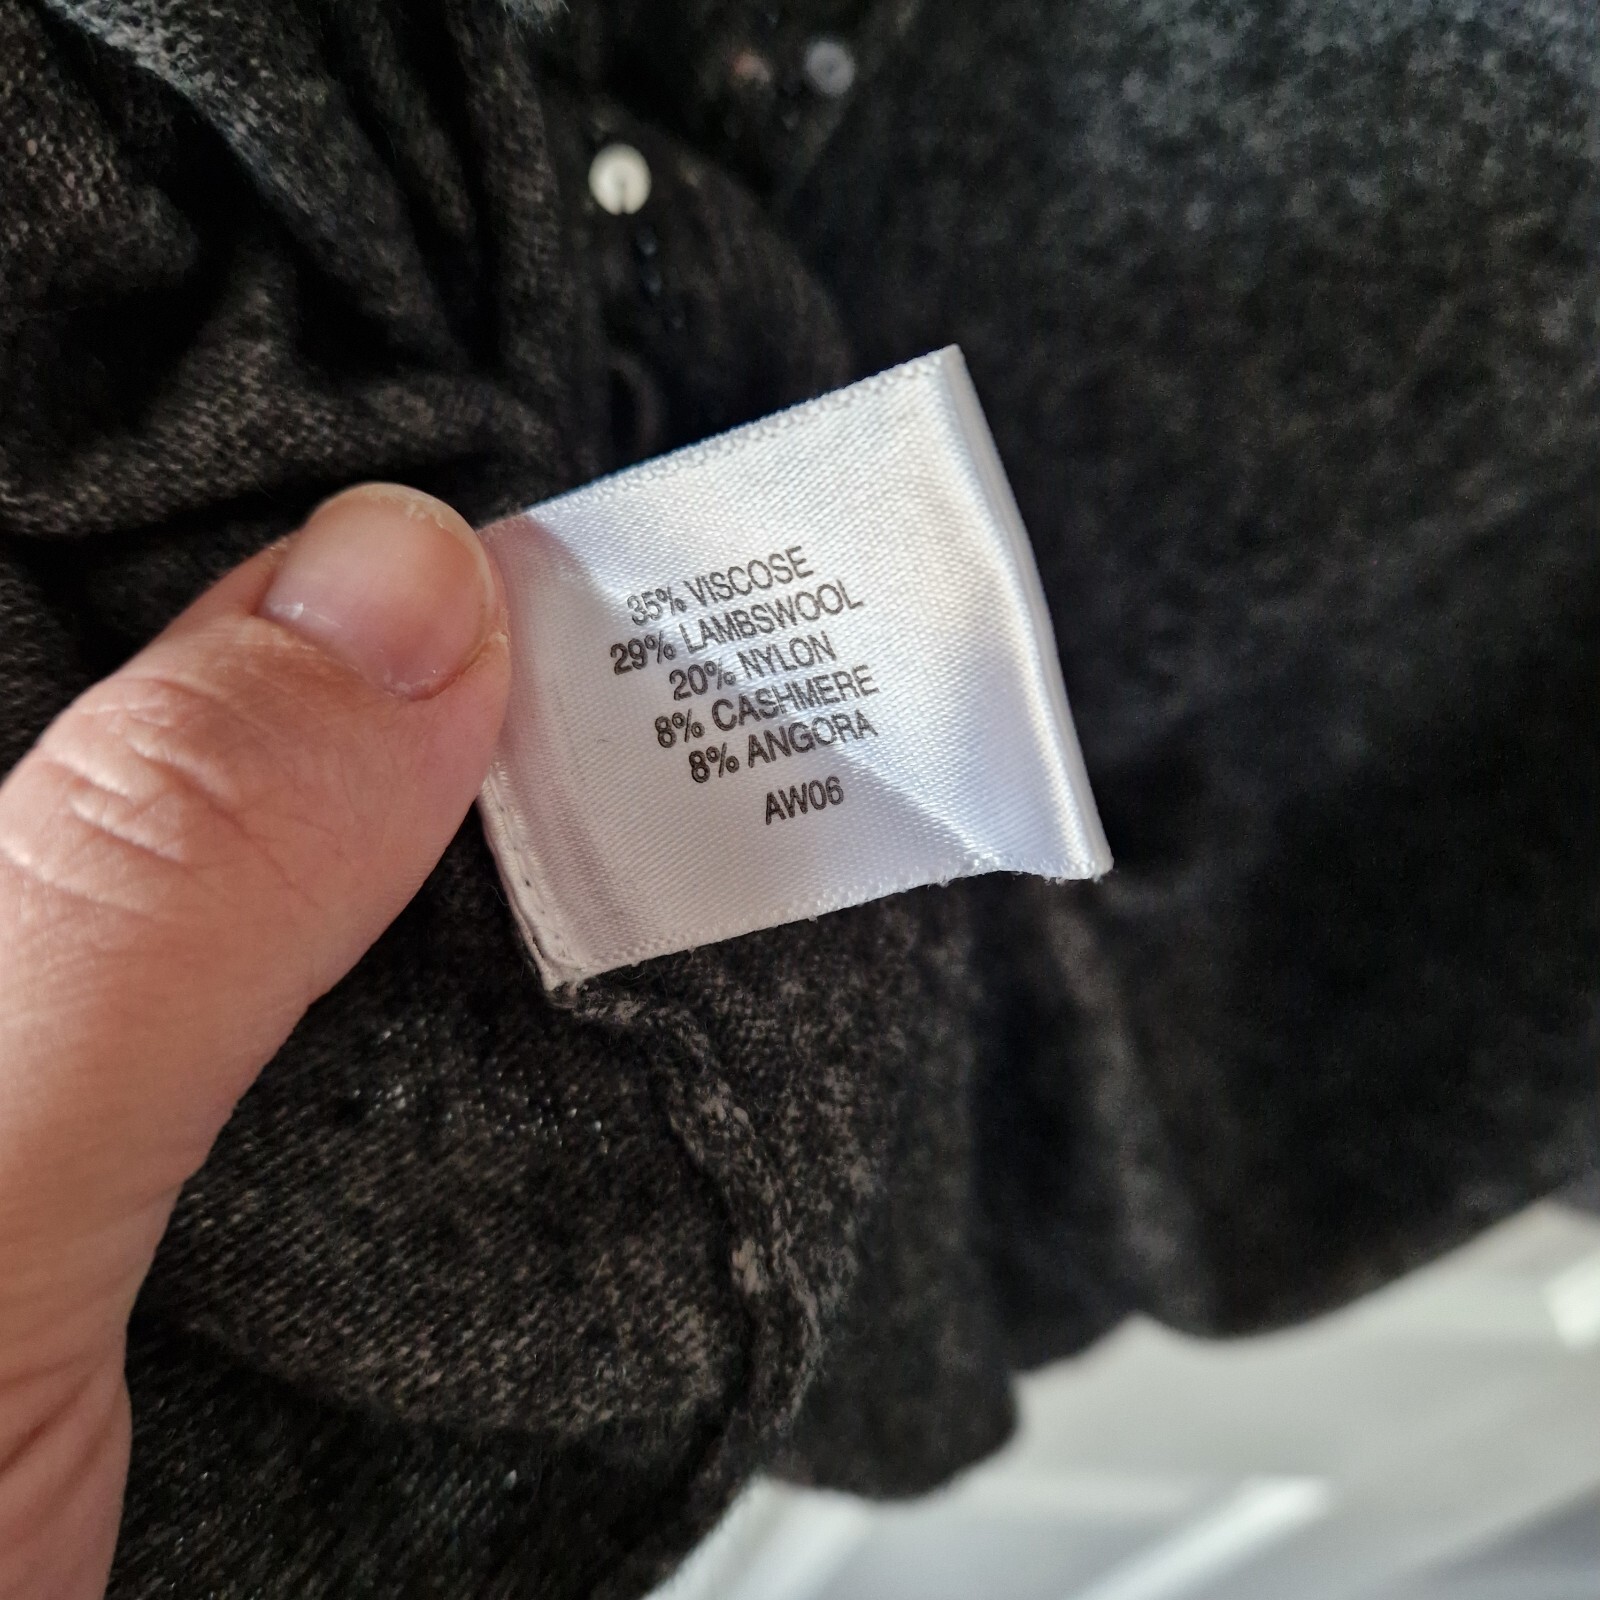 35% VISCOSE
29% LAMBSWOOL
20% NYLON
8% CASHMERE
8% ANGORA
AW06